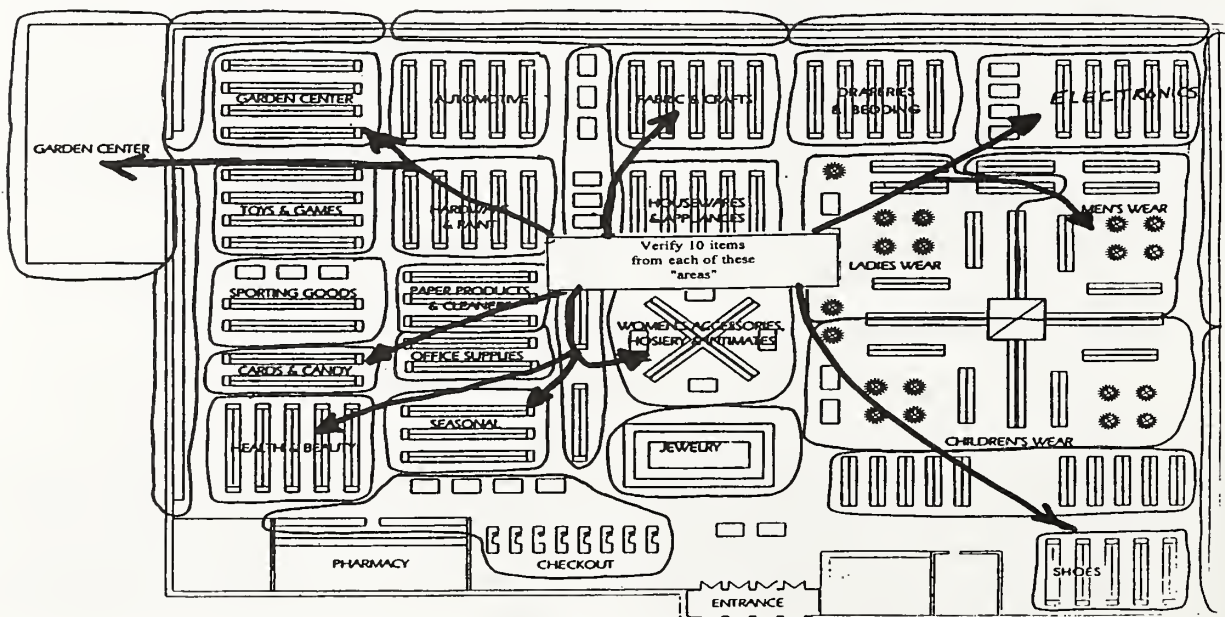 GARDEN CENTER
AUTOMOTIVE
FABRIC & CRAFTS
DRAPERIES
& BEDDING
ELECTRONICS
GARDEN CENTER
TOYS & GAMES
HARDWARE
& PAINT
HOUSEWARES
& APPLIANCES
MEN'S WEAR
Verify 10 items
from each of these
"areas"
LADIES WEAR
SPORTING GOODS
PAPER PRODUCTS
& CLEANERS
WOMEN'S ACCESSORIES,
HOSIERY & INTIMATES
CARDS & CANDY
OFFICE SUPPLIES
SEASONAL
HEALTH & BEAUTY
JEWELRY
CHILDREN'S WEAR
PHARMACY
CHECKOUT
SHOES
ENTRANCE